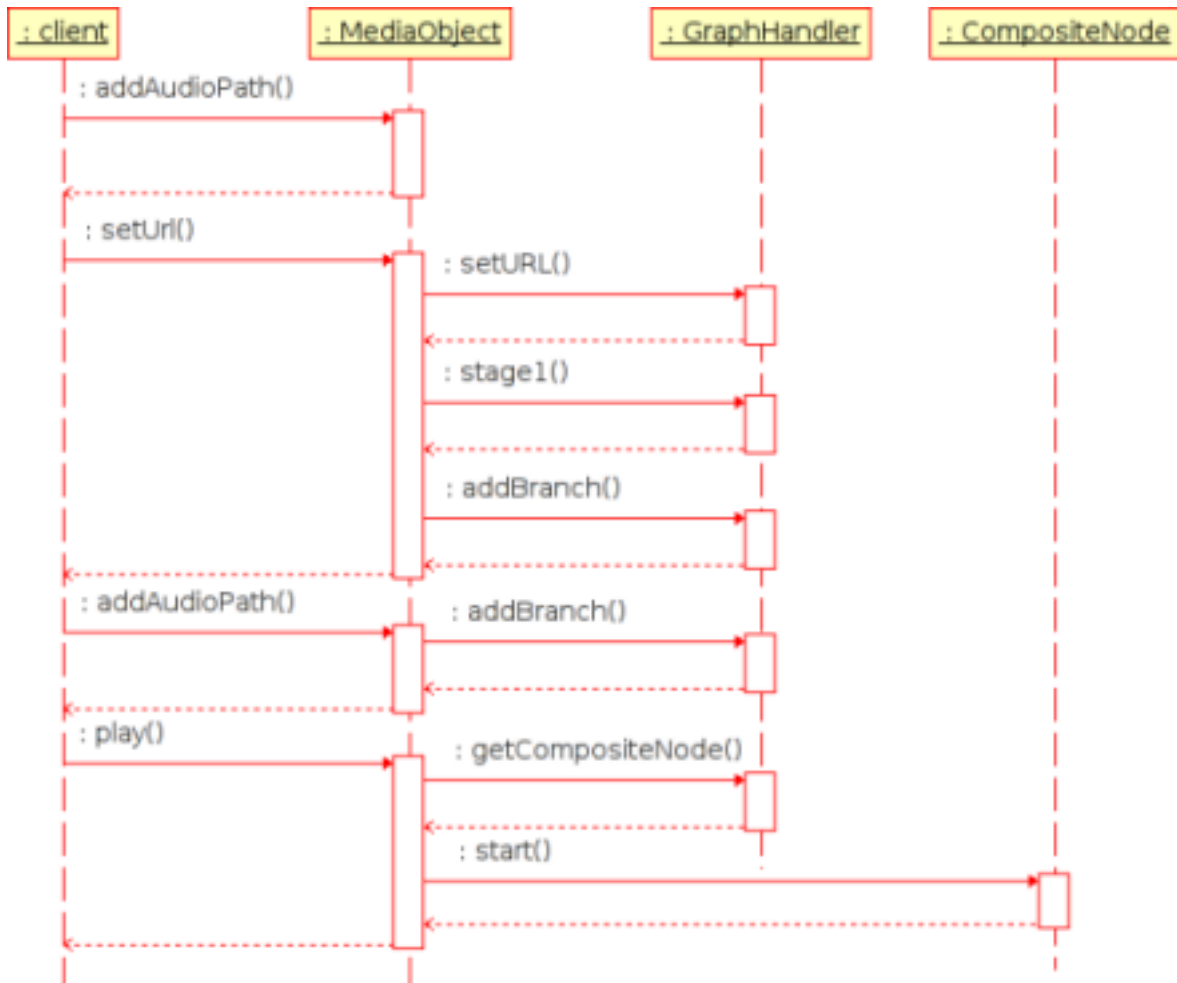 : client
: MediaObject
: GraphHandler
: CompositeNode
: addAudioPath()
: setUrl()
: setURL()
: stage1()
: addBranch()
: addAudioPath()
: addBranch()
: play()
: getCompositeNode()
: start()